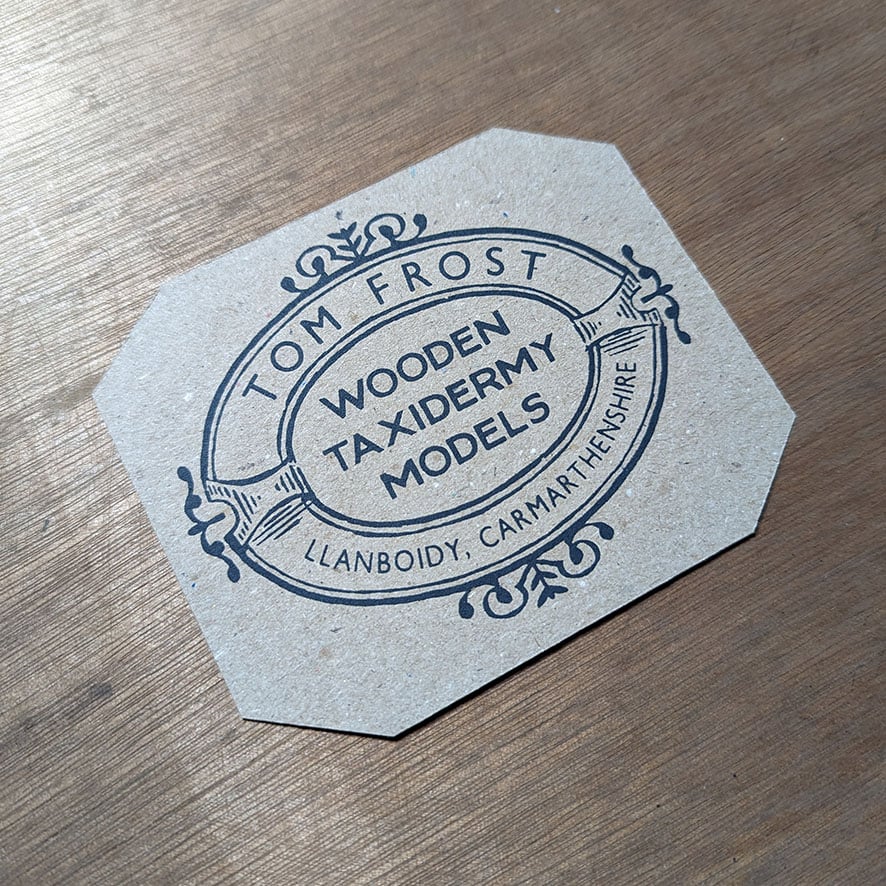 TOM FROST
WOODEN
TAXIDERMY
MODELS
LLANBOIDY, CARMARTHENSHIRE